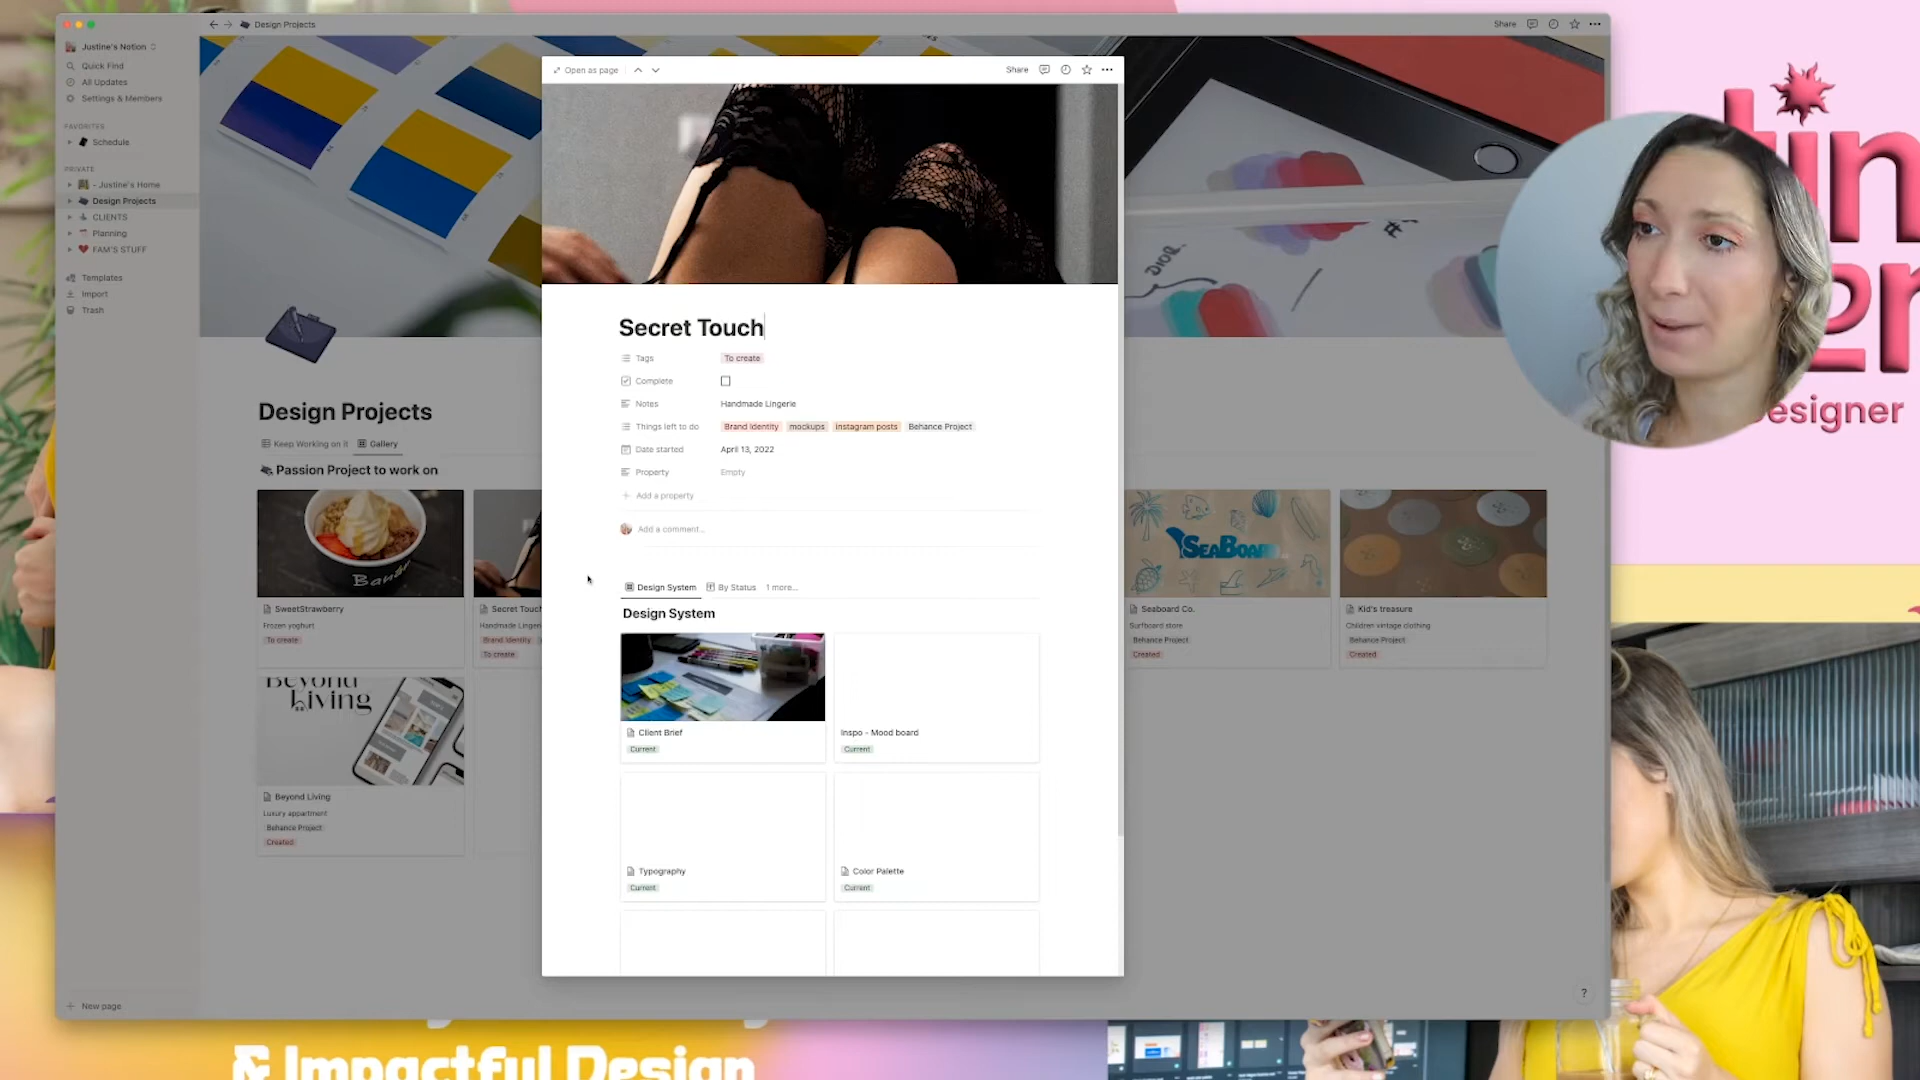 Design Projects
Share
Justine's Notion
Quick Find
All Updates
Settings & Members
FAVORITES
Schedule
PRIVATE
- Justine's Home
Design Projects
CLIENTS
Planning
FAM'S STUFF
Templates
Import
Trash
New page
Design Projects
Keep Working on it
Gallery
Passion Project to work on
SweetStrawberry
Frozen yoghurt
To create
Secret Touch
Handmade Lingerie
Brand Identity
To create
Beyond
Living
Beyond Living
Luxury appartment
Behance Project
Created
Open as page
Share
Secret Touch
Tags
To create
Complete
Notes
Handmade Lingerie
Things left to do
Brand Identity
mockups
instagram posts
Behance Project
Date started
April 13, 2022
Property
Empty
Add a property
Add a comment...
Design System
By Status
1 more...
Design System
Client Brief
Current
Inspo - Mood board
Current
Typography
Current
Color Palette
Current
DIOR
Seaboard Co.
Surfboard store
Behance Project
Created
Kid's treasure
Children vintage clothing
Behance Project
Created
?
esigner
& Impactful Design